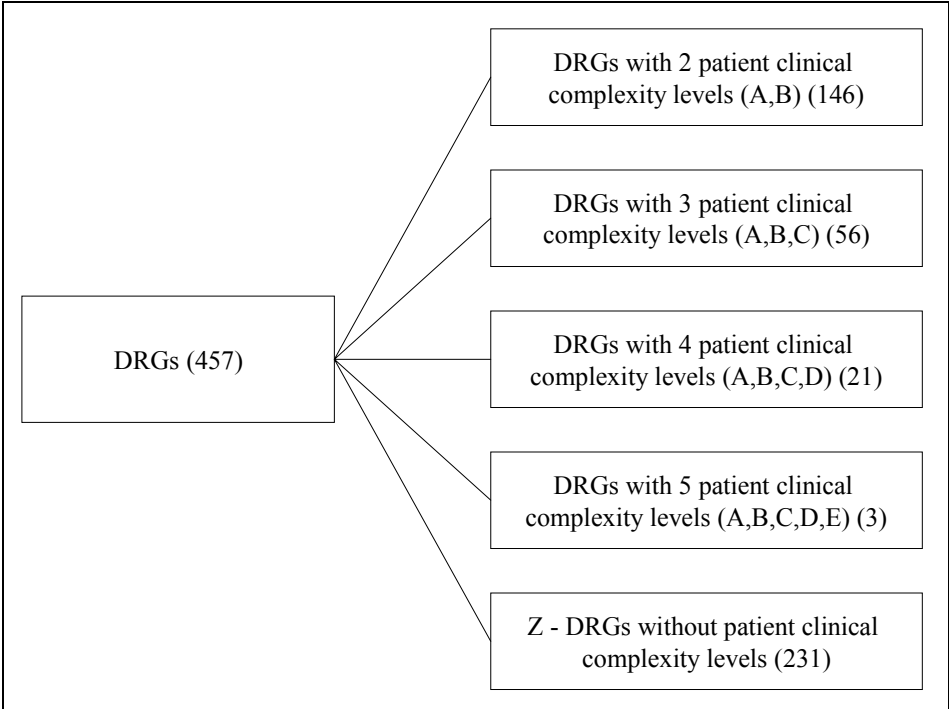 DRGs (457)
DRGs with 2 patient clinical
complexity levels (A,B) (146)
DRGs with 3 patient clinical
complexity levels (A,B,C) (56)
DRGs with 4 patient clinical
complexity levels (A,B,C,D) (21)
DRGs with 5 patient clinical
complexity levels (A,B,C,D,E) (3)
Z - DRGs without patient clinical
complexity levels (231)